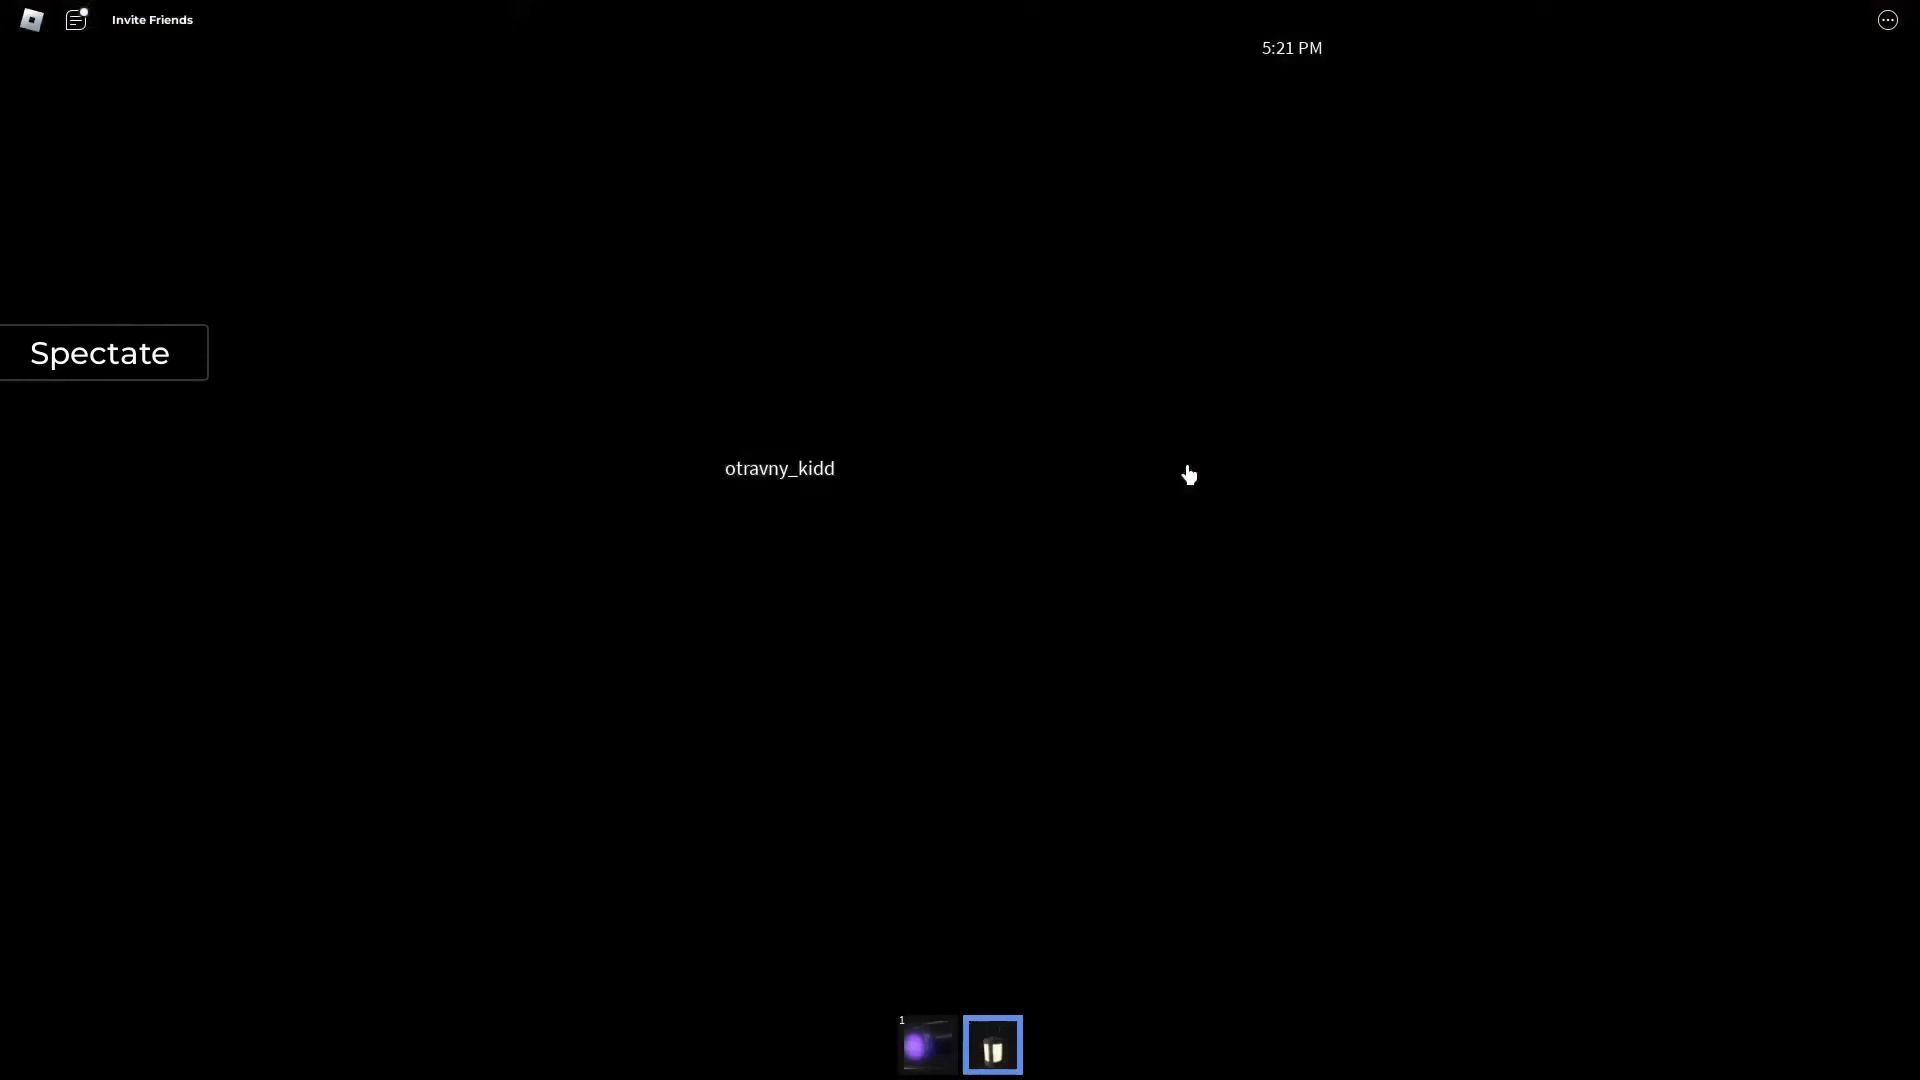 Invite Friends
5:21 PM
Spectate
otravny_kidd
1